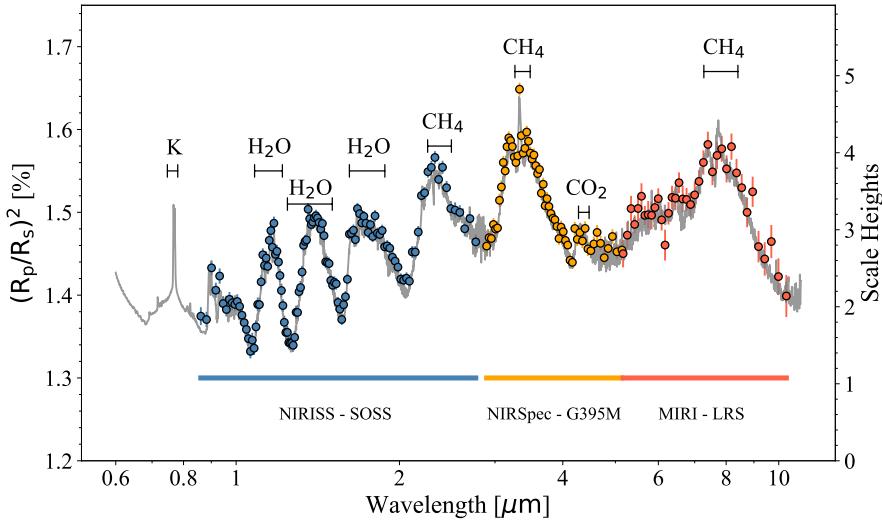 1.7
1.6
1.5
1.4
1.3
1.2
(Rp/Rs)² [%]
K
H₂O
H₂O
H₂O
CH₄
CH₄
CO₂
CH₄
NIRISS - SOSS
NIRSpec - G395M
MIRI - LRS
5
4
3
2
1
0
Scale Heights
0.6 0.8 1 2 4 6 8 10
Wavelength [μm]